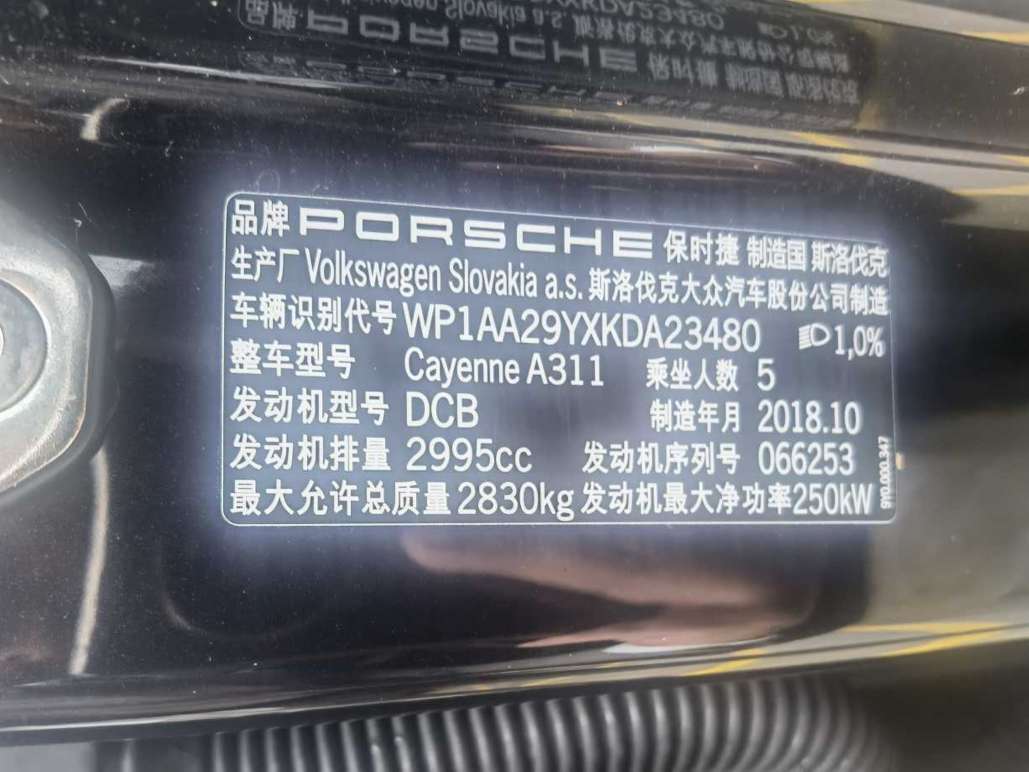 品牌 PORSCHE 保时捷 制造国 斯洛伐克
生产厂 Volkswagen Slovakia a.s. 斯洛伐克大众汽车股份公司制造
车辆识别代号 WP1AA29YXKDA23480 1,0%
整车型号 Cayenne A311 乘坐人数 5
发动机型号 DCB 制造年月 2018.10
发动机排量 2995cc 发动机序列号 066253
最大允许总质量 2830kg 发动机最大净功率 250kW
9Y0.000.347